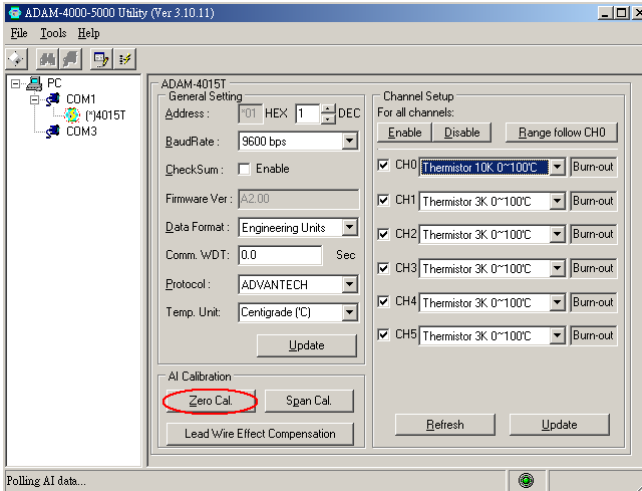 ADAM-4000-5000 Utility (Ver 3.10.11)
File Tools Help
PC
COM1
(*)4015T
COM3
ADAM-4015T
General Setting
Address : *01 HEX 1 DEC
BaudRate : 9600 bps
CheckSum : Enable
Firmware Ver : A2.00
Data Format : Engineering Units
Comm. WDT: 0.0 Sec
Protocol : ADVANTECH
Temp. Unit: Centigrade ('C)
Update
AI Calibration
Zero Cal. Span Cal.
Lead Wire Effect Compensation
Channel Setup
For all channels:
Enable Disable Range follow CH0
CH0 Thermistor 10K 0~100'C Burn-out
CH1 Thermistor 3K 0~100'C Burn-out
CH2 Thermistor 3K 0~100'C Burn-out
CH3 Thermistor 3K 0~100'C Burn-out
CH4 Thermistor 3K 0~100'C Burn-out
CH5 Thermistor 3K 0~100'C Burn-out
Refresh Update
Polling AI data...